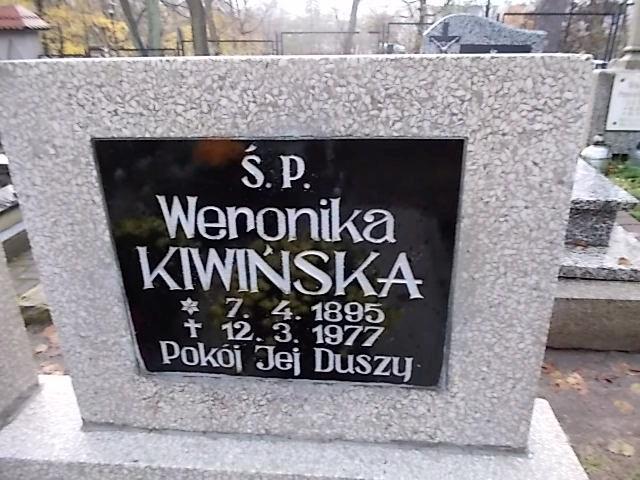 Ś. P.
Weronika
KIWIŃSKA
* 7. 4. 1895
✝ 12. 3. 1977
Pokój Jej Duszy